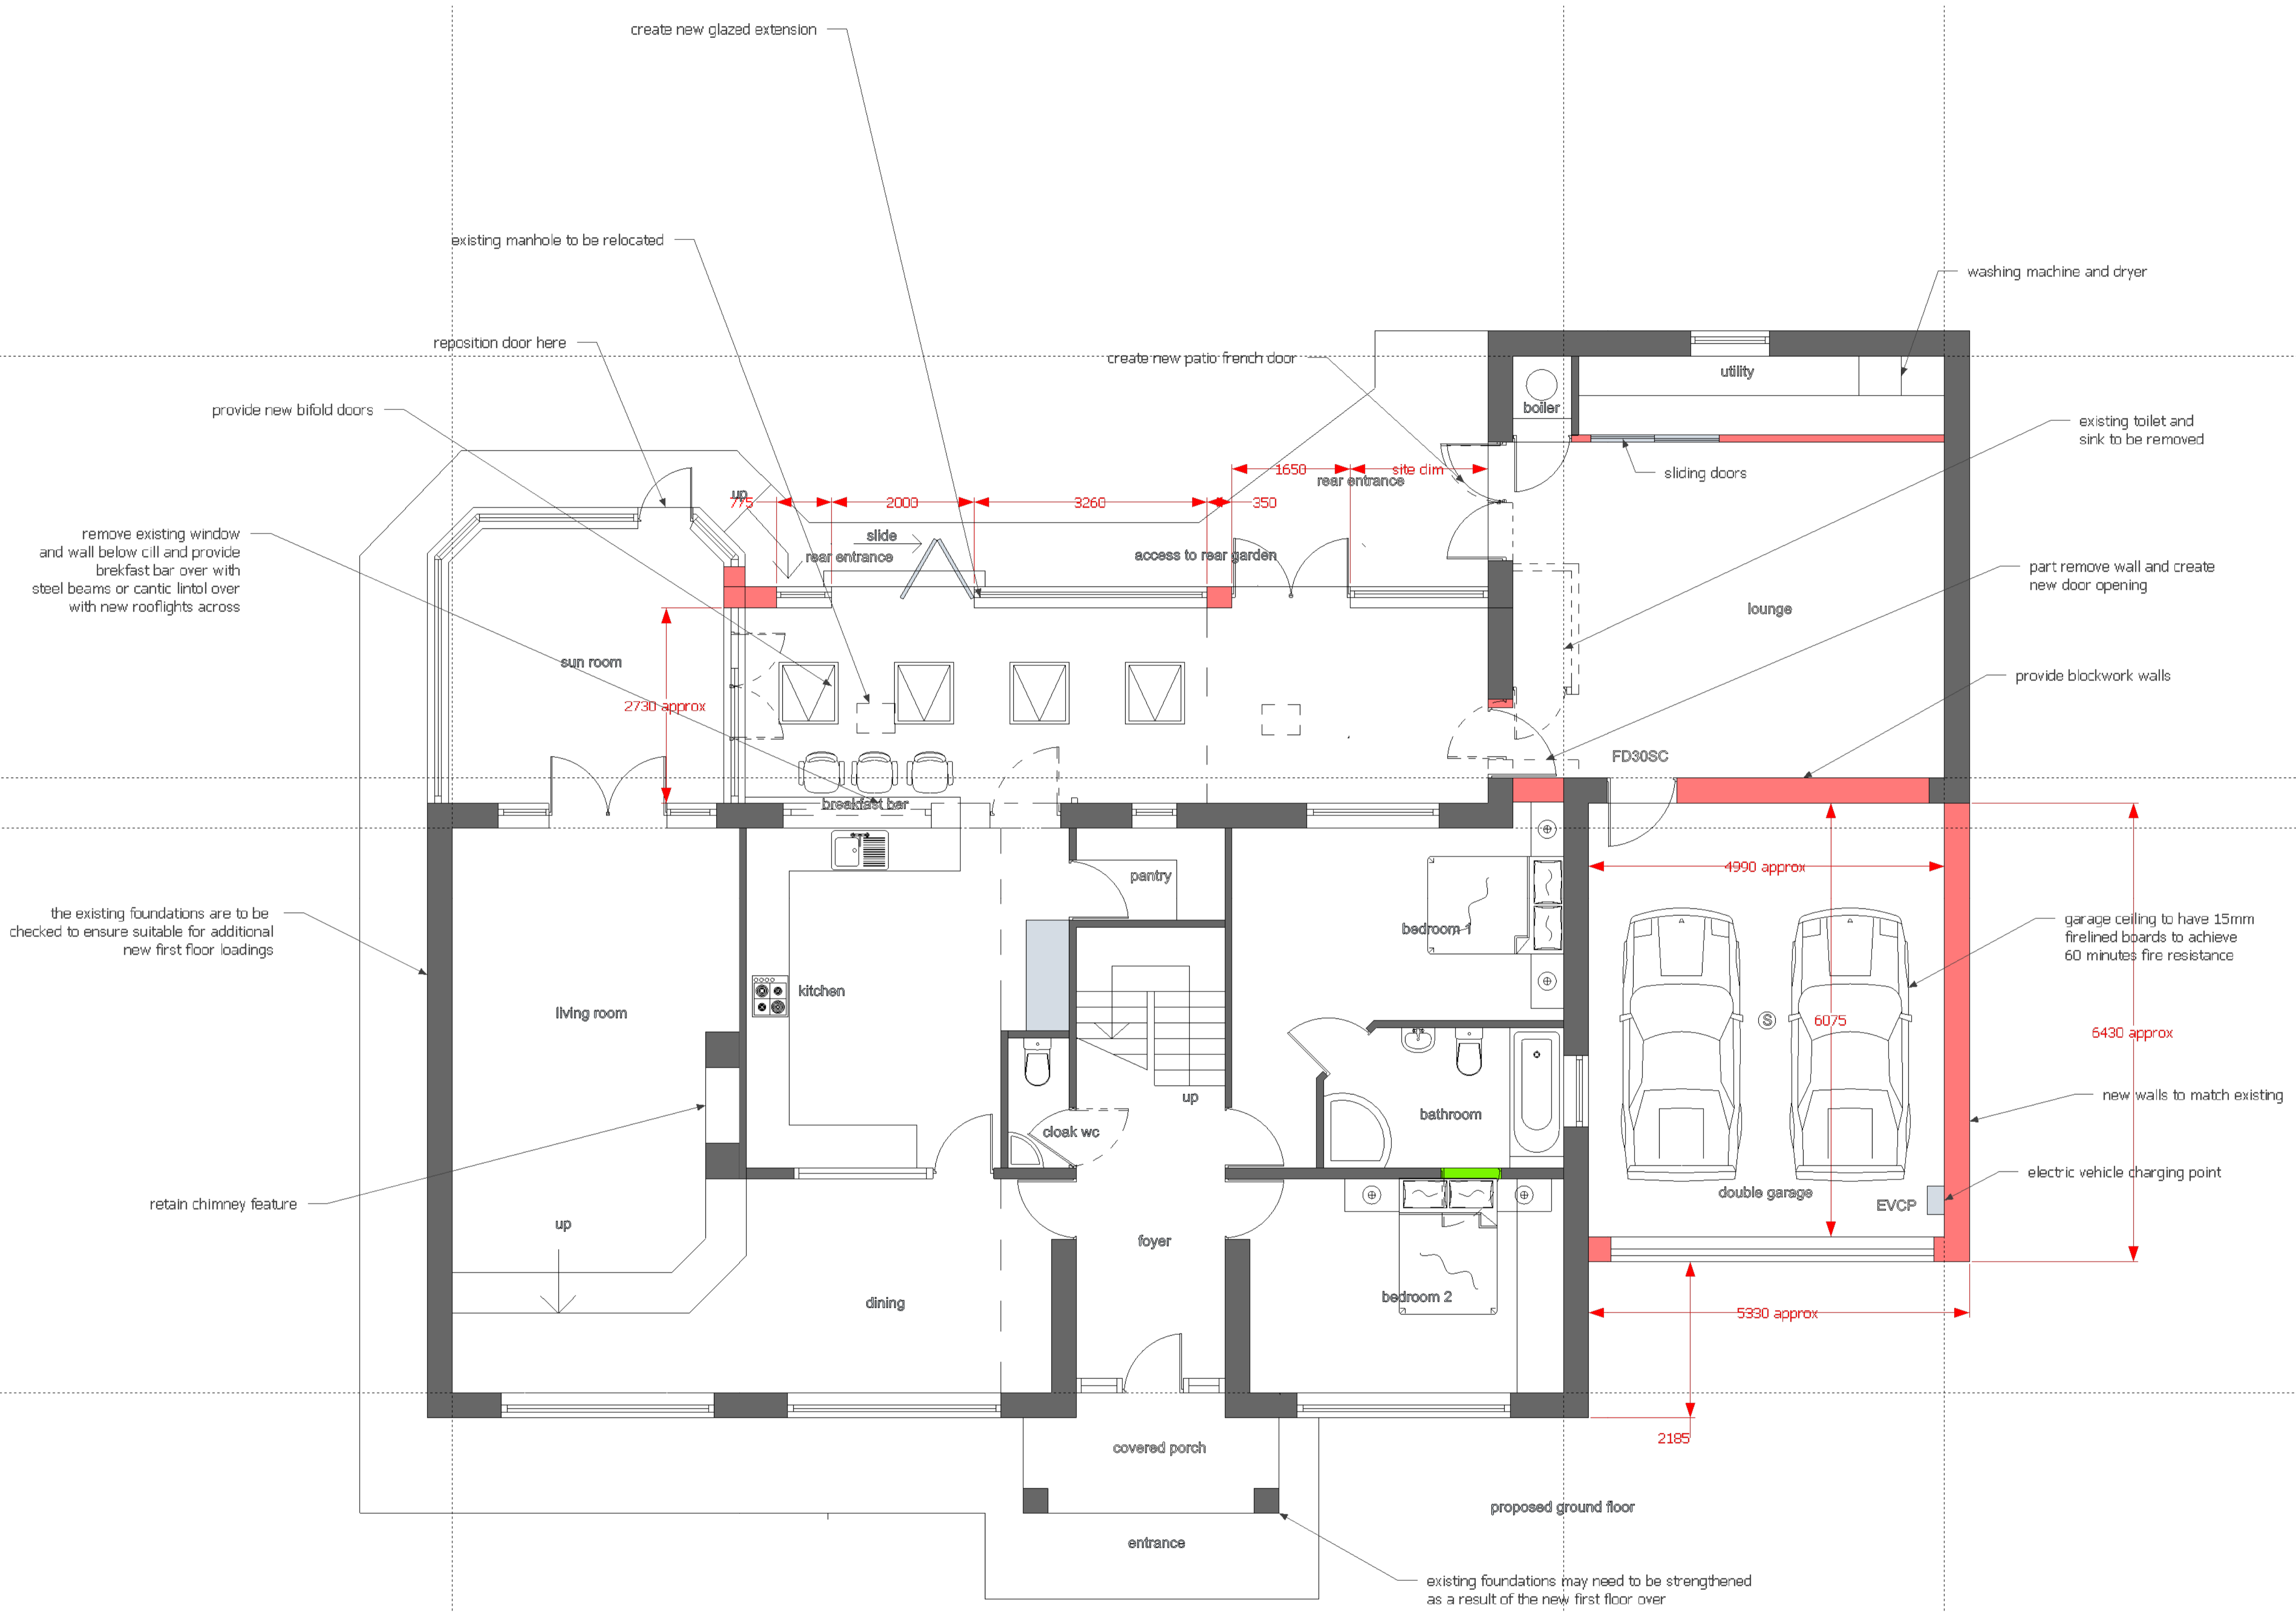 create new glazed extension
existing manhole to be relocated
washing machine and dryer
reposition door here
create new patio french door
utility
provide new bifold doors
boiler
existing toilet and
sink to be removed
sliding doors
1650
site dim
rear entrance
up
775
2000
3260
350
remove existing window
and wall below cill and provide
brekfast bar over with
steel beams or cantic lintol over
with new rooflights across
slide
rear entrance
access to rear garden
part remove wall and create
new door opening
lounge
sun room
provide blockwork walls
2730 approx
FD30SC
breakfast bar
4990 approx
pantry
the existing foundations are to be
checked to ensure suitable for additional
new first floor loadings
bedroom 1
garage ceiling to have 15mm
firelined boards to achieve
60 minutes fire resistance
kitchen
living room
S
6075
6430 approx
up
new walls to match existing
bathroom
cloak wc
electric vehicle charging point
double garage
EVCP
retain chimney feature
up
foyer
dining
bedroom 2
5330 approx
2185
covered porch
proposed ground floor
entrance
existing foundations may need to be strengthened
as a result of the new first floor over